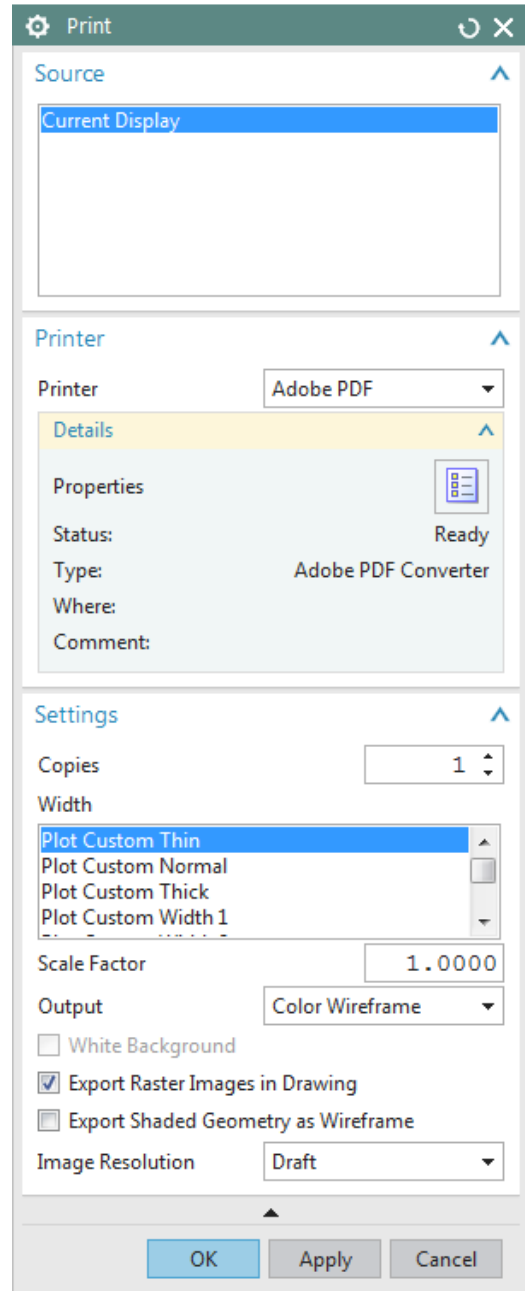 Print
Source
Current Display
Printer
Printer Adobe PDF
Details
Properties
Status: Ready
Type: Adobe PDF Converter
Where:
Comment:
Settings
Copies 1
Width
Plot Custom Thin
Plot Custom Normal
Plot Custom Thick
Plot Custom Width 1
Scale Factor 1.0000
Output Color Wireframe
White Background
Export Raster Images in Drawing
Export Shaded Geometry as Wireframe
Image Resolution Draft
OK Apply Cancel